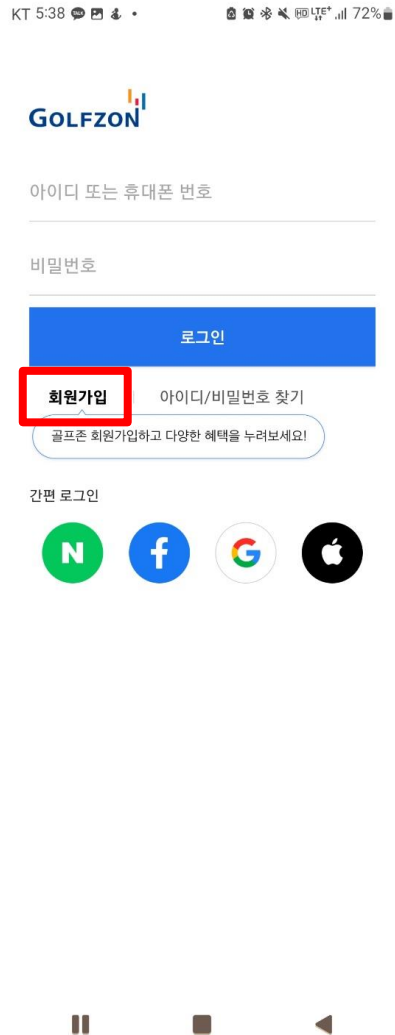 KT 5:38 TALK HD LTE+ 72%
GOLFZON
아이디 또는 휴대폰 번호
비밀번호
로그인
회원가입 | 아이디/비밀번호 찾기
골프존 회원가입하고 다양한 혜택을 누려보세요!
간편 로그인
N f G